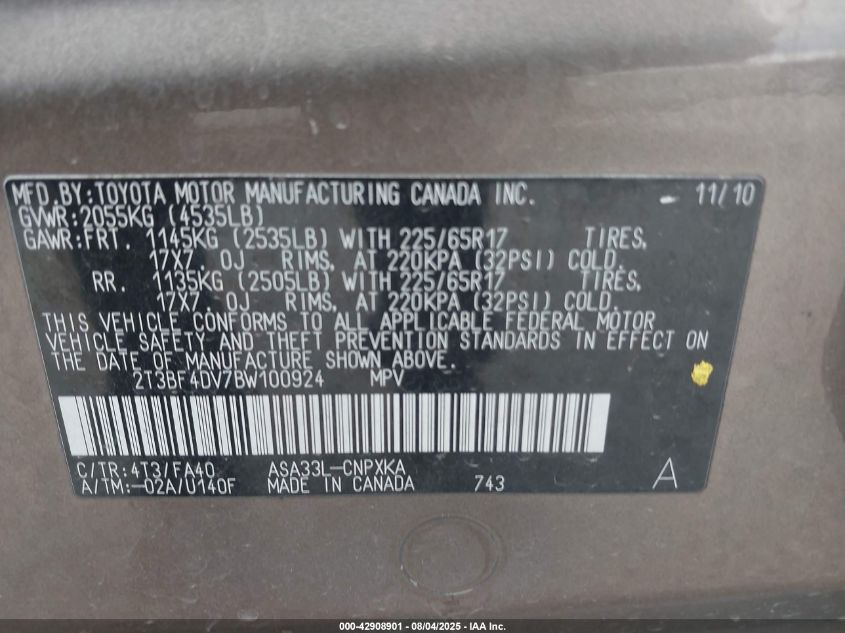 MFD.BY:TOYOTA MOTOR MANUFACTURING CANADA INC. 11/10
GVWR:2055KG (4535LB)
GAWR:FRT. 1145KG (2535LB) WITH 225/65R17 TIRES,
17X7.0J RIMS, AT 220KPA (32PSI) COLD.
RR. 1135KG (2505LB) WITH 225/65R17 TIRES,
17X7.0J RIMS, AT 220KPA (32PSI) COLD.
THIS VEHICLE CONFORMS TO ALL APPLICABLE FEDERAL MOTOR
VEHICLE SAFETY AND THEFT PREVENTION STANDARDS IN EFFECT ON
THE DATE OF MANUFACTURE SHOWN ABOVE.
2T3BF4DV7BW100924 MPV
C/TR:4T3/FA40 ASA33L-CNPXKA
A/TM:-02A/U140F MADE IN CANADA 743 A
000-42908901 - 08/04/2025 - IAA Inc.